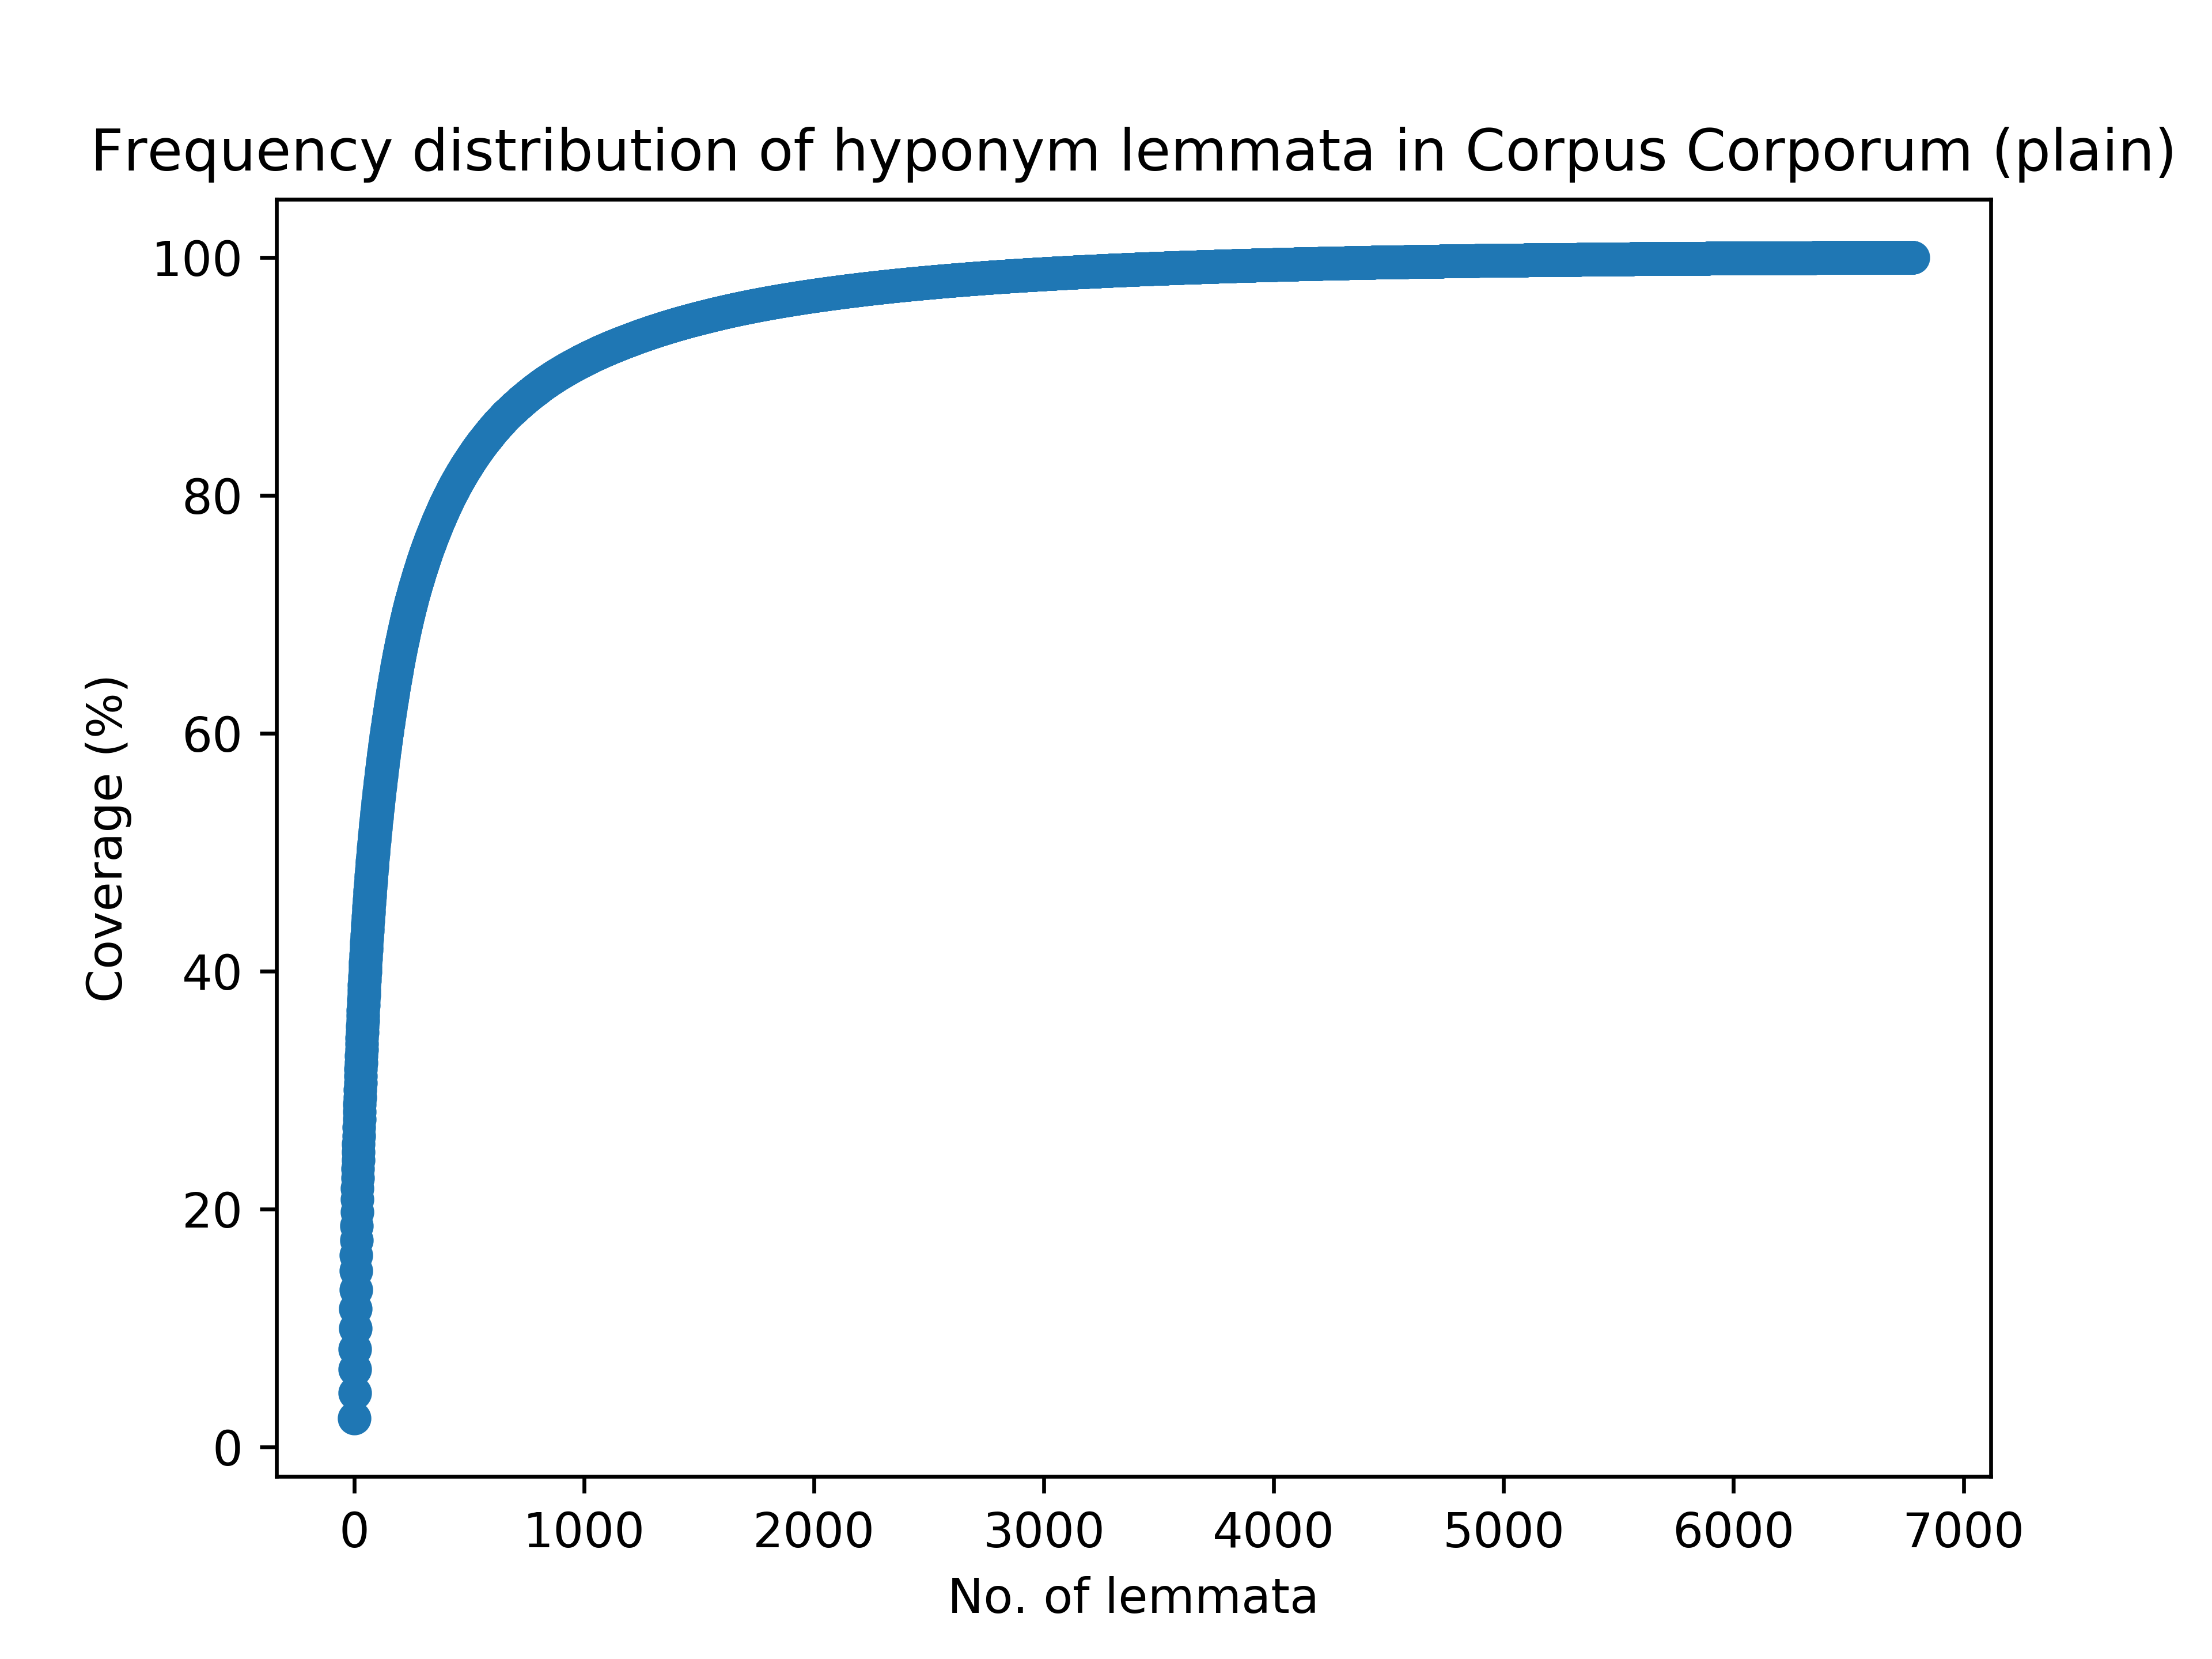 Frequency distribution of hyponym lemmata in Corpus Corporum (plain)
100
80
60
40
20
0
Coverage (%)
0 1000 2000 3000 4000 5000 6000 7000
No. of lemmata